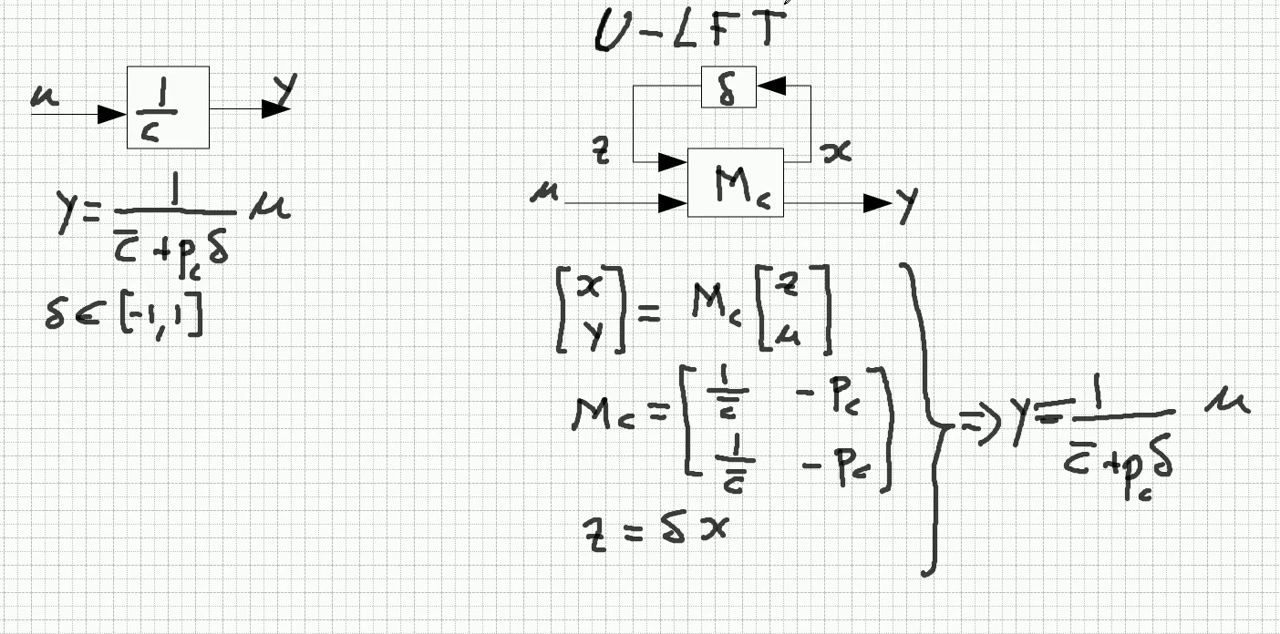 U-LFT
u 1/c y
y = 1/(c̄ + p_c δ) u
δ ∈ [-1, 1]
δ
z x
u M_c y
[x y] = M_c [z u]
M_c = [1/c̄ -p_c
1/c̄ -p_c]
z = δ x
} ⇒ y = 1/(c̄ + p_c δ) u